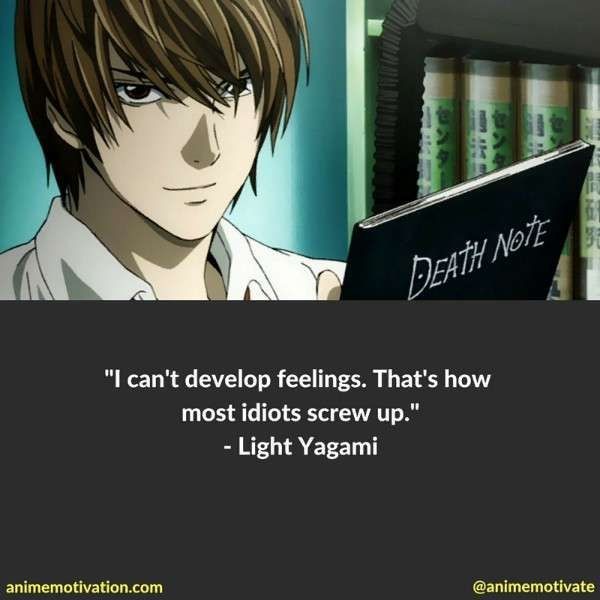 DEATH NOTE
"I can't develop feelings. That's how
most idiots screw up."
- Light Yagami
animemotivation.com
@animemotivate